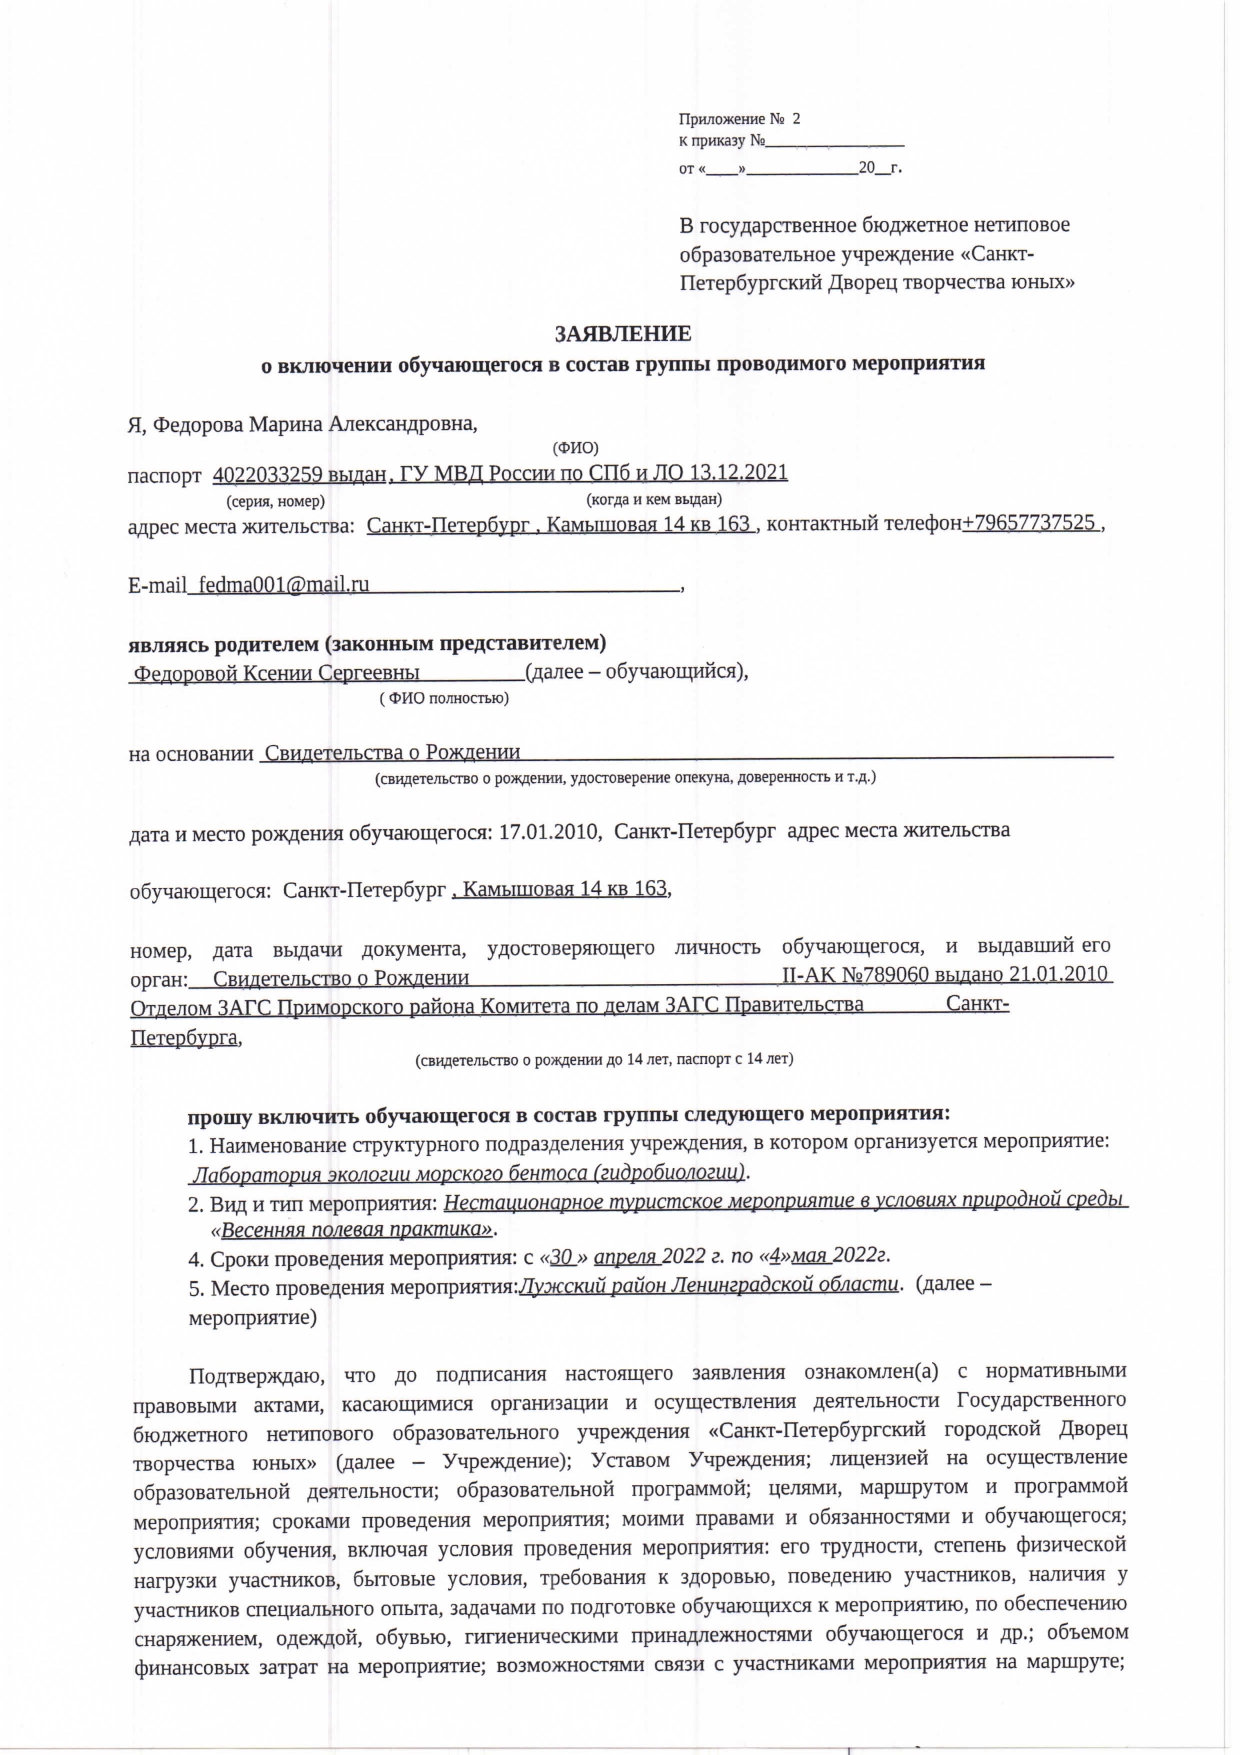 Приложение № 2
к приказу №_________________
от «____»______________20__г.
В государственное бюджетное нетиповое
образовательное учреждение «Санкт-
Петербургский Дворец творчества юных»
ЗАЯВЛЕНИЕ
о включении обучающегося в состав группы проводимого мероприятия
Я, Федорова Марина Александровна,
(ФИО)
паспорт 4022033259 выдан, ГУ МВД России по СПб и ЛО 13.12.2021
(серия, номер) (когда и кем выдан)
адрес места жительства: Санкт-Петербург , Камышовая 14 кв 163 , контактный телефон+79657737525 ,
E-mail_fedma001@mail.ru____________________________,
являясь родителем (законным представителем)
Федоровой Ксении Сергеевны__________(далее – обучающийся),
( ФИО полностью)
на основании Свидетельства о Рождении
(свидетельство о рождении, удостоверение опекуна, доверенность и т.д.)
дата и место рождения обучающегося: 17.01.2010, Санкт-Петербург адрес места жительства
обучающегося: Санкт-Петербург , Камышовая 14 кв 163,
номер, дата выдачи документа, удостоверяющего личность обучающегося, и выдавший его
орган: Свидетельство о Рождении II-АК №789060 выдано 21.01.2010
Отделом ЗАГС Приморского района Комитета по делам ЗАГС Правительства Санкт-
Петербурга,
(свидетельство о рождении до 14 лет, паспорт с 14 лет)
прошу включить обучающегося в состав группы следующего мероприятия:
1. Наименование структурного подразделения учреждения, в котором организуется мероприятие:
Лаборатория экологии морского бентоса (гидробиологии).
2. Вид и тип мероприятия: Нестационарное туристское мероприятие в условиях природной среды
«Весенняя полевая практика».
4. Сроки проведения мероприятия: с «30 » апреля 2022 г. по «4»мая 2022г.
5. Место проведения мероприятия:Лужский район Ленинградской области. (далее –
мероприятие)
Подтверждаю, что до подписания настоящего заявления ознакомлен(а) с нормативными
правовыми актами, касающимися организации и осуществления деятельности Государственного
бюджетного нетипового образовательного учреждения «Санкт-Петербургский городской Дворец
творчества юных» (далее – Учреждение); Уставом Учреждения; лицензией на осуществление
образовательной деятельности; образовательной программой; целями, маршрутом и программой
мероприятия; сроками проведения мероприятия; моими правами и обязанностями и обучающегося;
условиями обучения, включая условия проведения мероприятия: его трудности, степень физической
нагрузки участников, бытовые условия, требования к здоровью, поведению участников, наличия у
участников специального опыта, задачами по подготовке обучающихся к мероприятию, по обеспечению
снаряжением, одеждой, обувью, гигиеническими принадлежностями обучающегося и др.; объемом
финансовых затрат на мероприятие; возможностями связи с участниками мероприятия на маршруте;